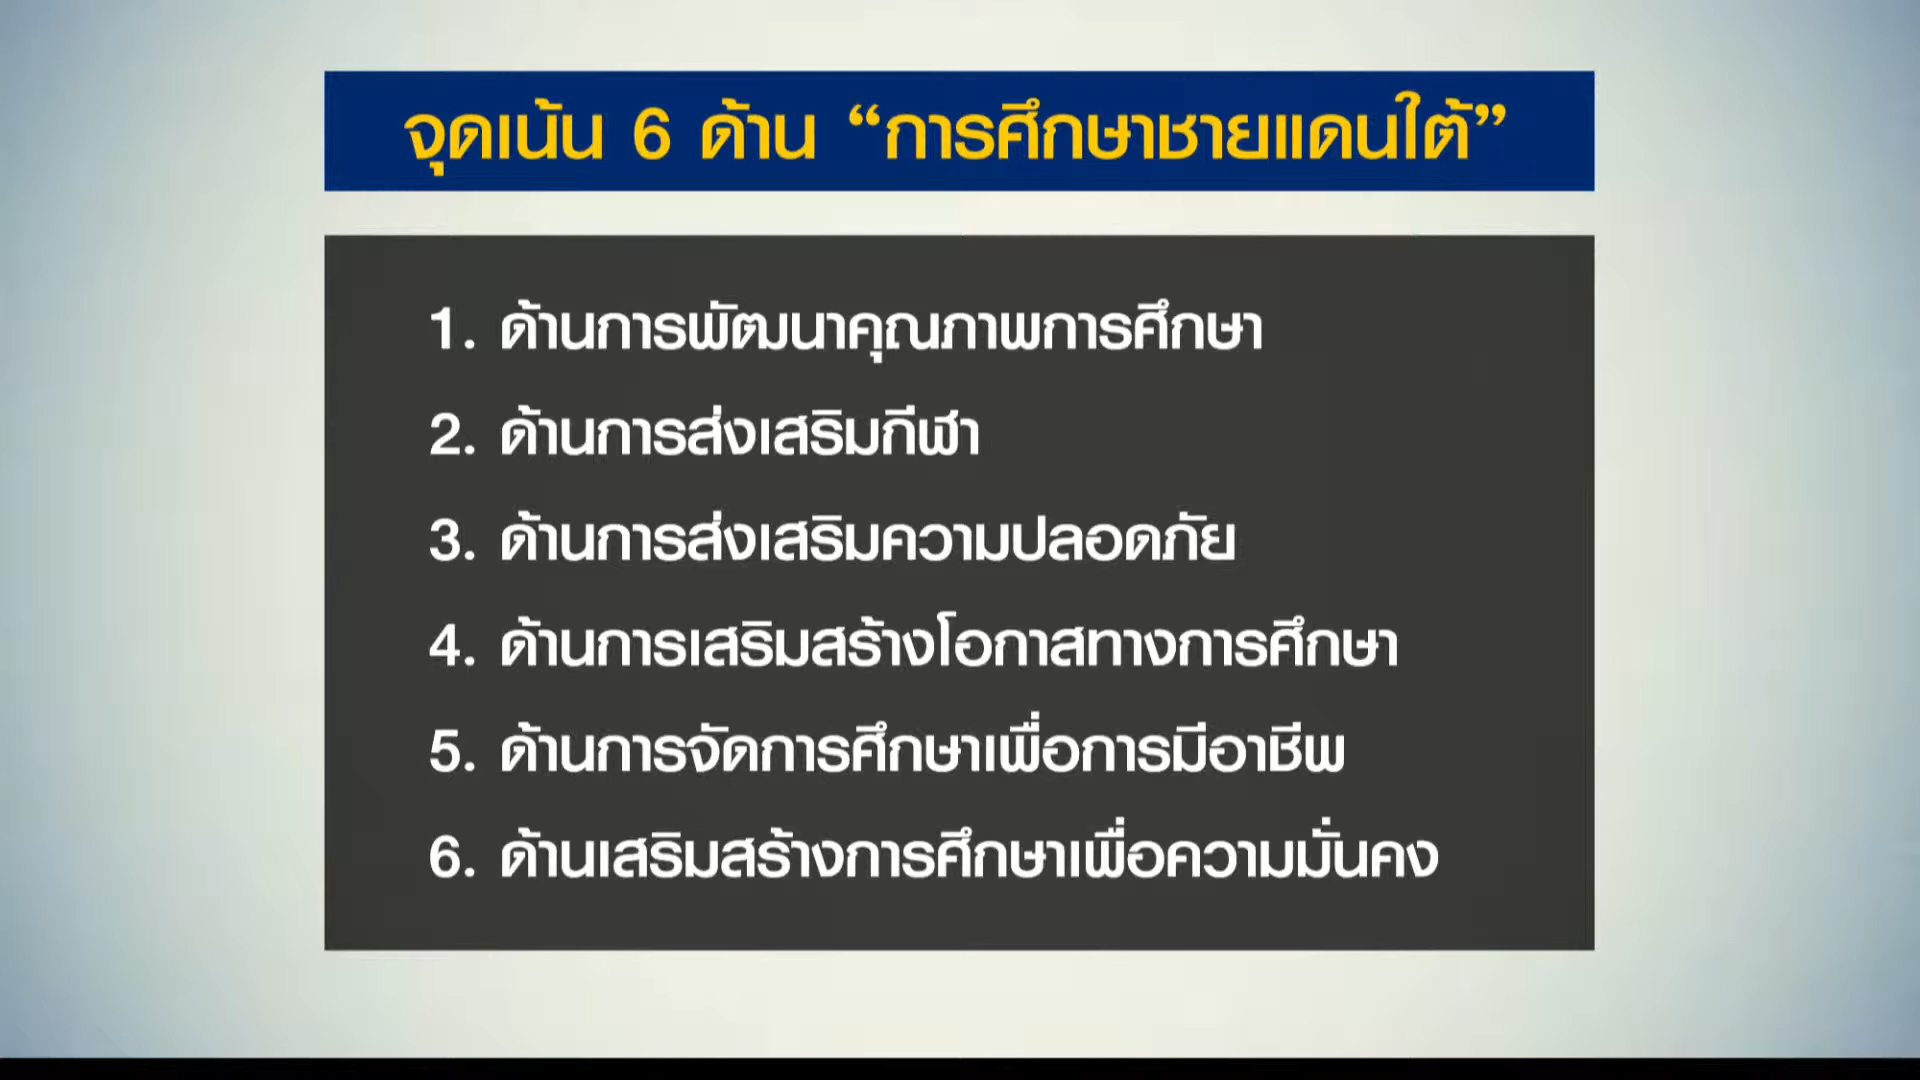 จุดเน้น 6 ด้าน “การศึกษาชายแดนใต้”
1. ด้านการพัฒนาคุณภาพการศึกษา
2. ด้านการส่งเสริมกีฬา
3. ด้านการส่งเสริมความปลอดภัย
4. ด้านการเสริมสร้างโอกาสทางการศึกษา
5. ด้านการจัดการศึกษาเพื่อการมีอาชีพ
6. ด้านเสริมสร้างการศึกษาเพื่อความมั่นคง